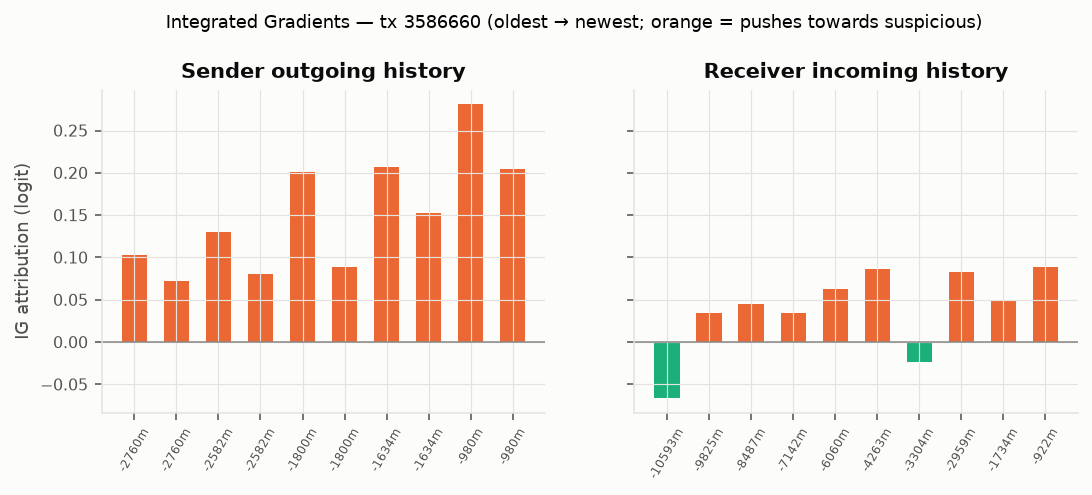 Integrated Gradients — tx 3586660 (oldest → newest; orange = pushes towards suspicious)
Sender outgoing history
Receiver incoming history
IG attribution (logit)
0.25
0.20
0.15
0.10
0.05
0.00
−0.05
-2760m
-2760m
-2582m
-2582m
-1800m
-1800m
-1634m
-1634m
-980m
-980m
-10593m
-9825m
-8487m
-7142m
-6060m
-4263m
-3304m
-2959m
-1734m
-922m